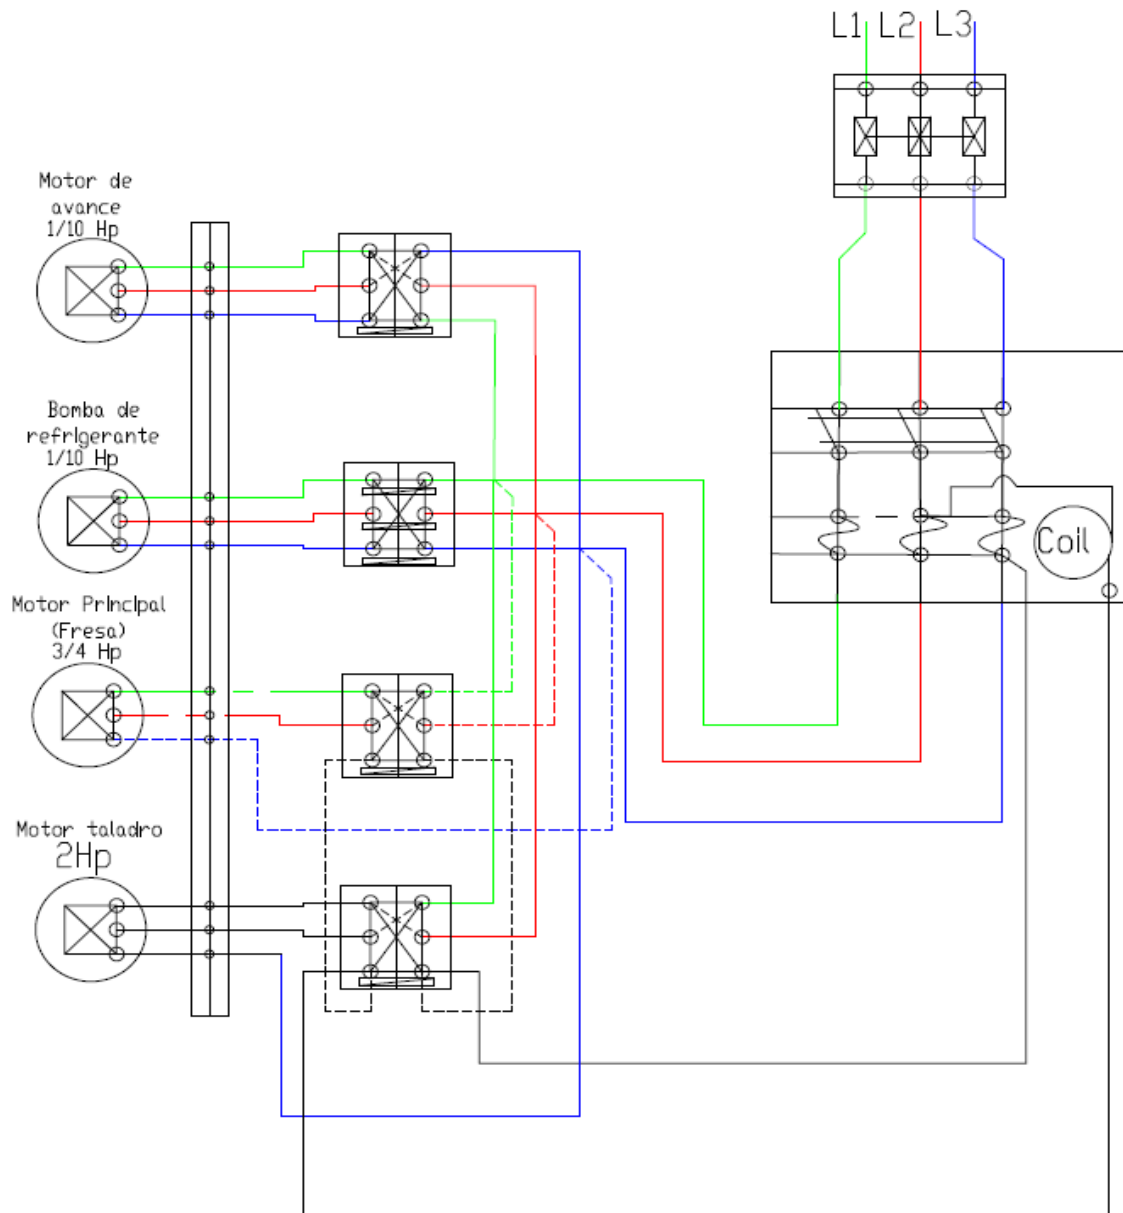 L1 L2 L3
Motor de
avance
1/10 Hp
Bomba de
refrigerante
1/10 Hp
Coil
Motor Principal
(Fresa)
3/4 Hp
Motor taladro
2Hp